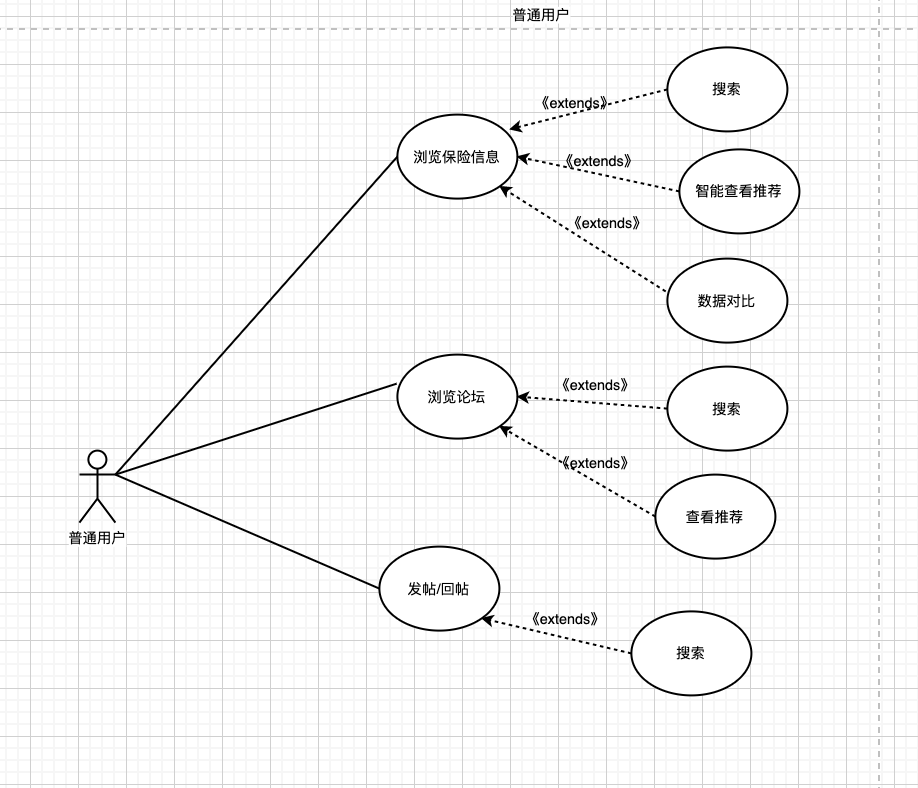 普通用户
搜索
《extends》
浏览保险信息
《extends》
智能查看推荐
《extends》
数据对比
《extends》
浏览论坛
搜索
《extends》
查看推荐
普通用户
发帖/回帖
《extends》
搜索